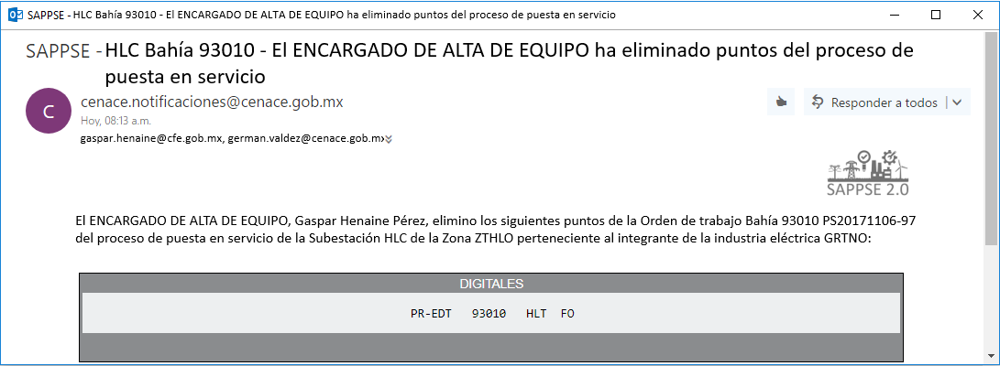 SAPPSE - HLC Bahía 93010 - El ENCARGADO DE ALTA DE EQUIPO ha eliminado puntos del proceso de puesta en servicio
SAPPSE - HLC Bahía 93010 - El ENCARGADO DE ALTA DE EQUIPO ha eliminado puntos del proceso de
puesta en servicio
C
cenace.notificaciones@cenace.gob.mx
Responder a todos
Hoy, 08:13 a.m.
gaspar.henaine@cfe.gob.mx, german.valdez@cenace.gob.m
SAPPSE 2.0
El ENCARGADO DE ALTA DE EQUIPO, Gaspar Henaine Pérez, elimino los siguientes puntos de la Orden de trabajo Bahía 93010 PS20171106-97
del proceso de puesta en servicio de la Subestación HLC de la Zona ZTHLO perteneciente al integrante de la industria eléctrica GRTNO:
DIGITALES
PR-EDT 93010 HLT FO